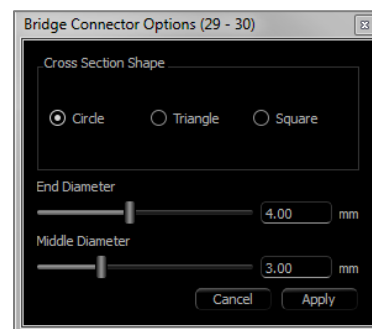 Bridge Connector Options (29 - 30)
Cross Section Shape
Circle Triangle Square
End Diameter
4.00 mm
Middle Diameter
3.00 mm
Cancel Apply